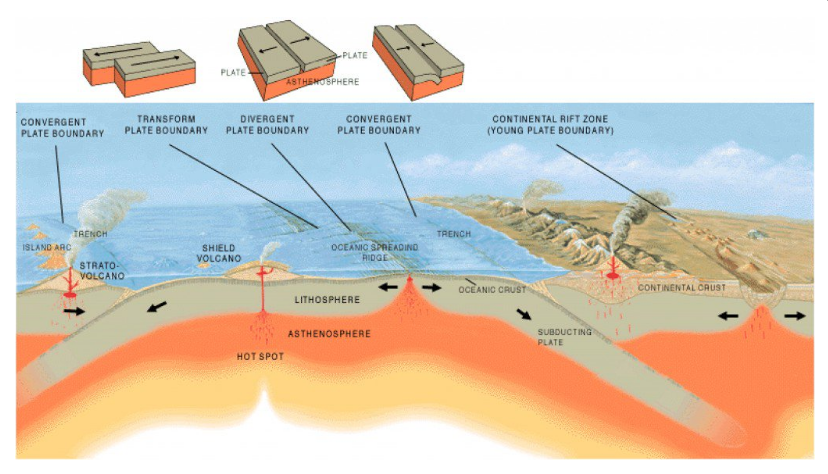 PLATE
PLATE
ASTHENOSPHERE
CONVERGENT
PLATE BOUNDARY
TRANSFORM
PLATE BOUNDARY
DIVERGENT
PLATE BOUNDARY
CONVERGENT
PLATE BOUNDARY
CONTINENTAL RIFT ZONE
(YOUNG PLATE BOUNDARY)
TRENCH
ISLAND ARC
STRATO-
VOLCANO
SHIELD
VOLCANO
OCEANIC SPREADING
RIDGE
TRENCH
OCEANIC CRUST
CONTINENTAL CRUST
LITHOSPHERE
ASTHENOSPHERE
SUBDUCTING
PLATE
HOT SPOT